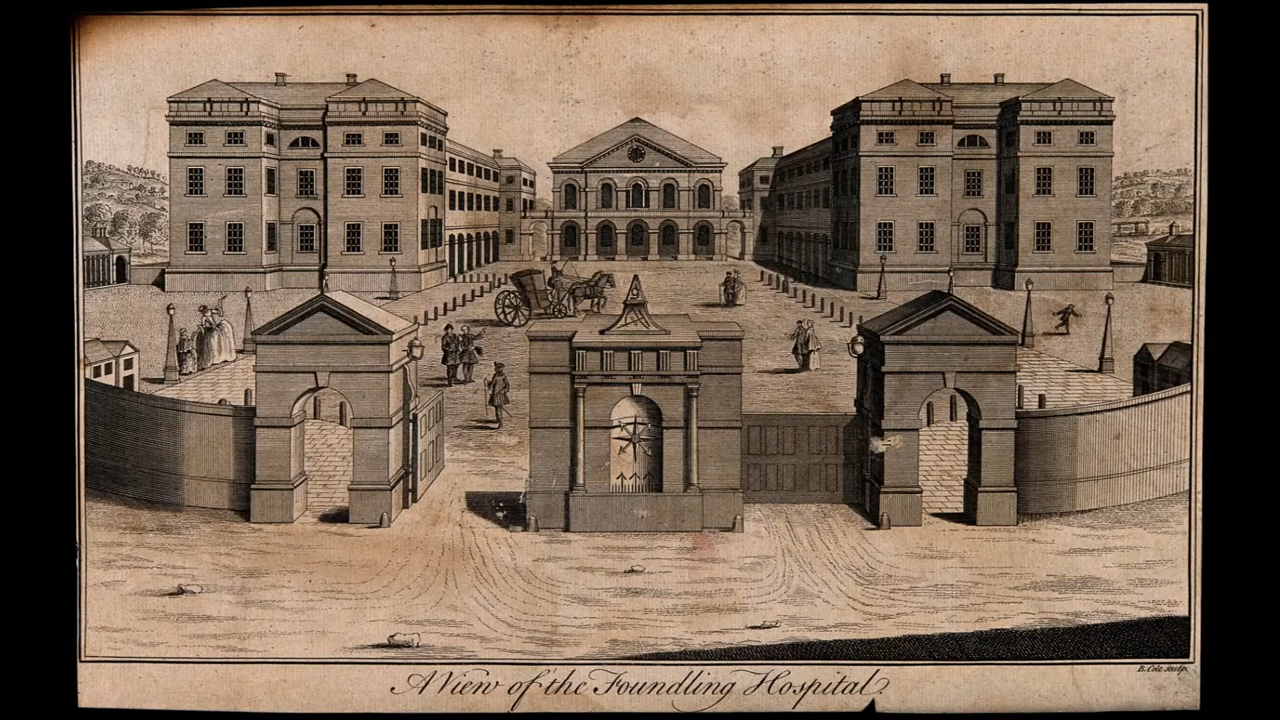 B. Cole sculp.
A View of the Foundling Hospital.